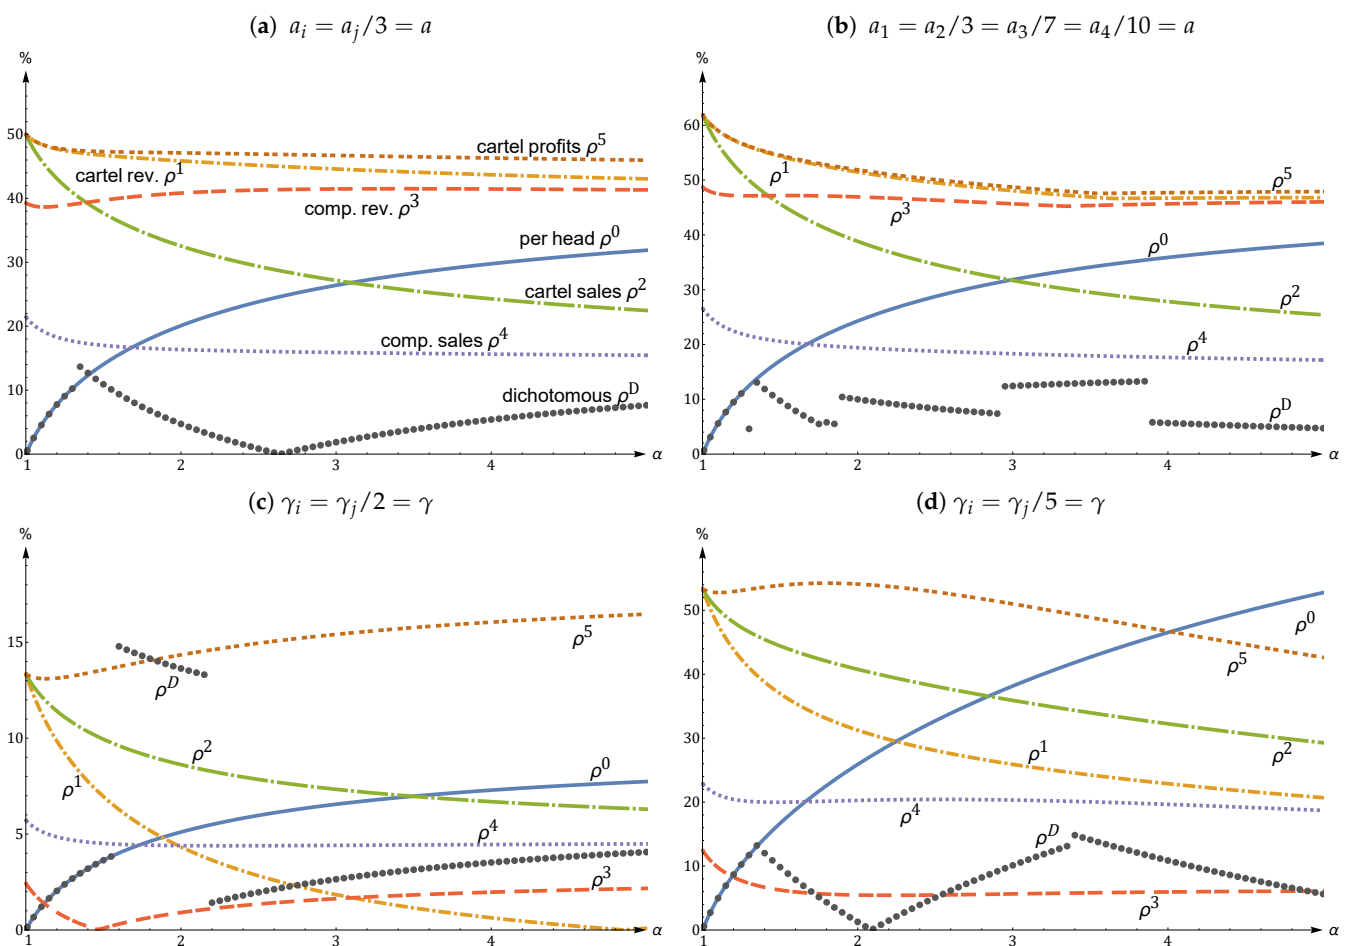 (a) a_i = a_j/3 = a
%
50
40
30
20
10
0
1
2
3
4
α
cartel profits ρ^5
cartel rev. ρ^1
comp. rev. ρ^3
per head ρ^0
cartel sales ρ^2
comp. sales ρ^4
dichotomous ρ^D
(b) a_1 = a_2/3 = a_3/7 = a_4/10 = a
%
60
50
40
30
20
10
0
1
2
3
4
α
ρ^1
ρ^5
ρ^3
ρ^0
ρ^2
ρ^4
ρ^D
(c) γ_i = γ_j/2 = γ
%
15
10
5
0
1
2
3
4
α
ρ^5
ρ^D
ρ^2
ρ^1
ρ^0
ρ^4
ρ^3
(d) γ_i = γ_j/5 = γ
%
50
40
30
20
10
0
1
2
3
4
α
ρ^0
ρ^5
ρ^1
ρ^2
ρ^4
ρ^D
ρ^3